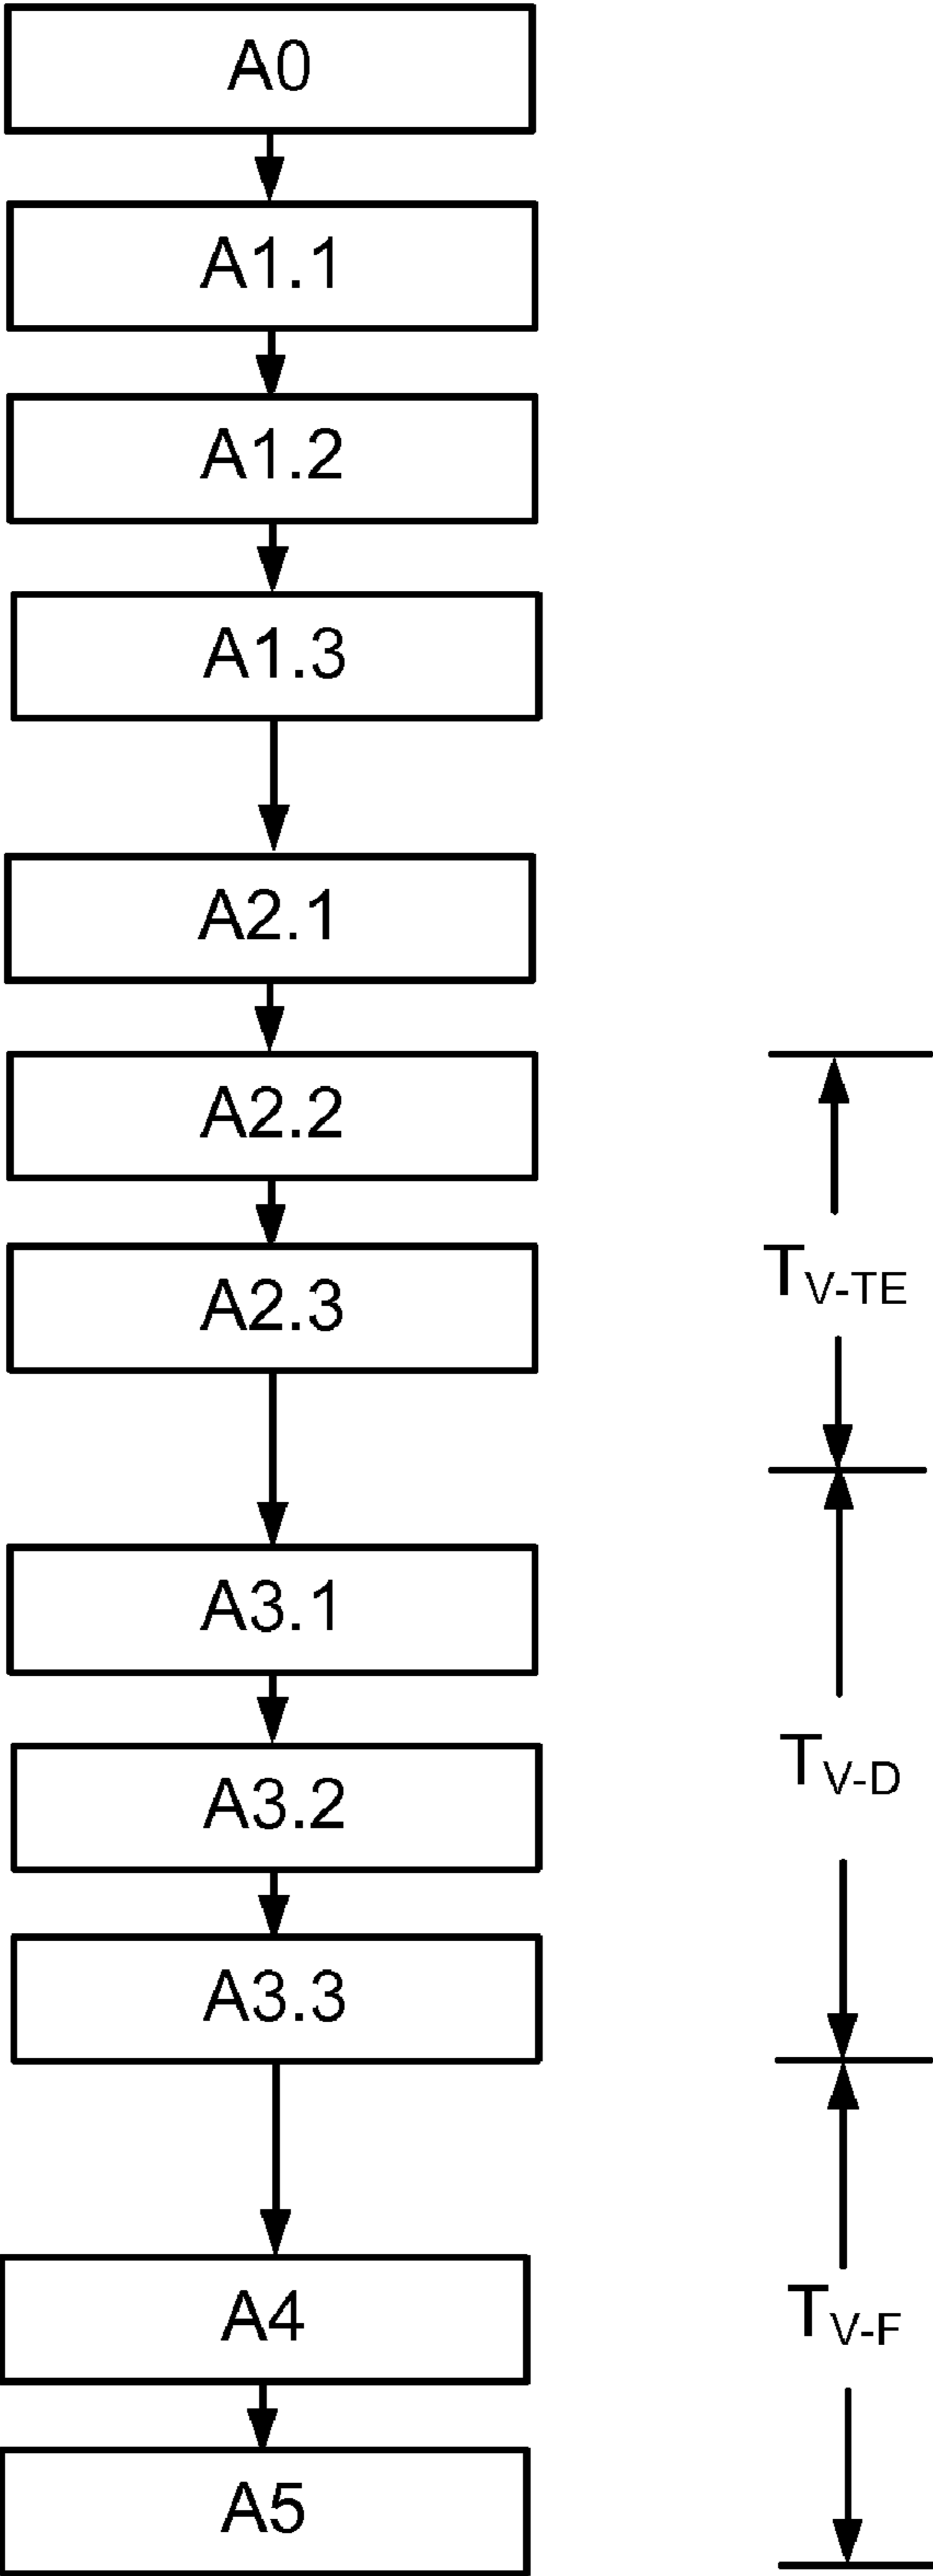 A0
A1.1
A1.2
A1.3
A2.1
A2.2
A2.3
TV-TE
A3.1
A3.2
TV-D
A3.3
A4
TV-F
A5